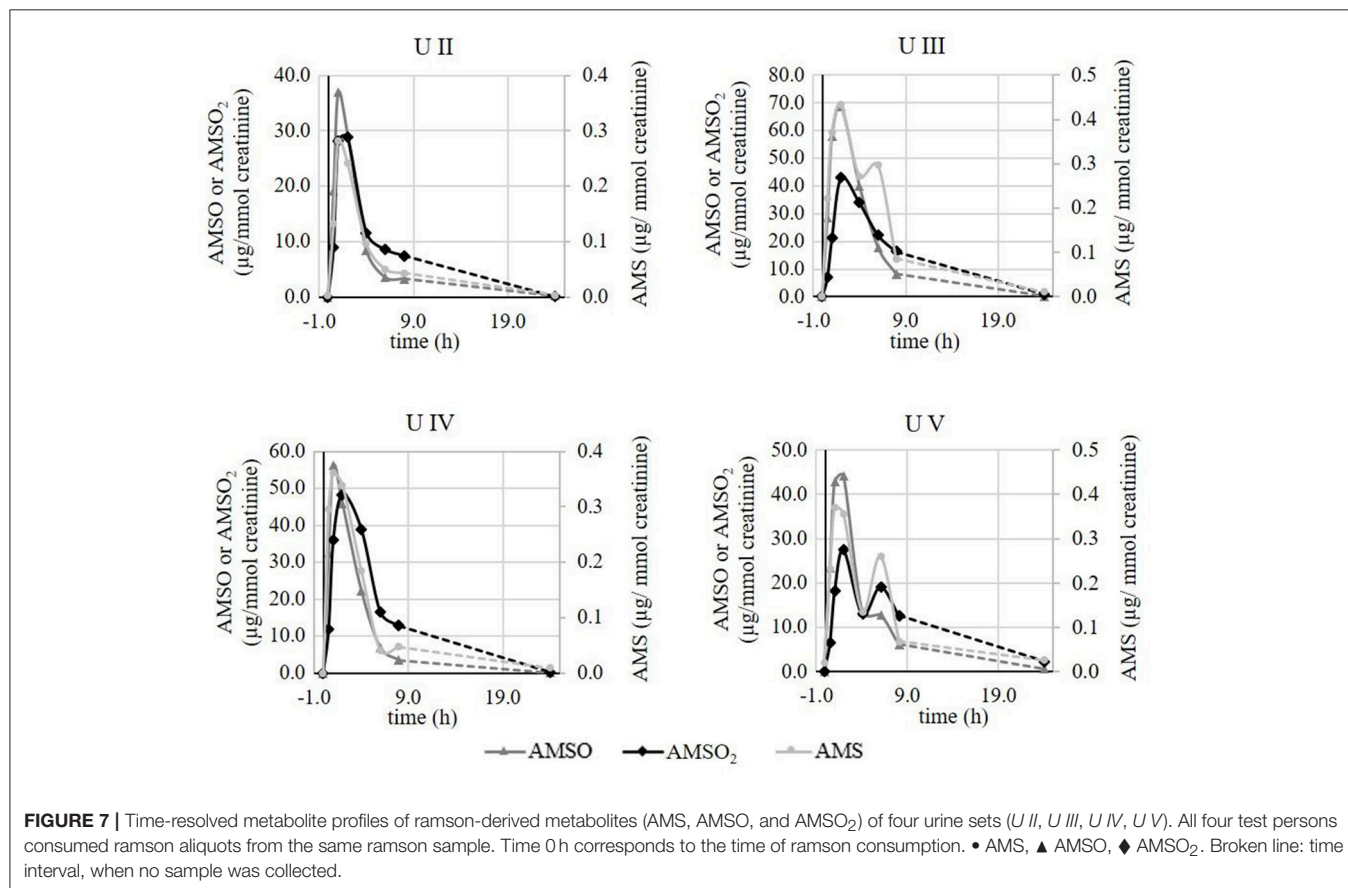 U II
40.0
30.0
20.0
10.0
0.0
AMSO or AMSO₂
(µg/mmol creatinine)
0.4
0.3
0.2
0.1
0.0
AMS (µg/ mmol creatinine)
-1.0 9.0 19.0
time (h)
U III
80.0
70.0
60.0
50.0
40.0
30.0
20.0
10.0
0.0
AMSO or AMSO₂
(µg/mmol creatinine)
0.5
0.4
0.3
0.2
0.1
0.0
AMS (µg/ mmol creatinine)
-1.0 9.0 19.0
time (h)
U IV
60.0
50.0
40.0
30.0
20.0
10.0
0.0
AMSO or AMSO₂
(µg/mmol creatinine)
0.4
0.3
0.2
0.1
0.0
AMS (µg/ mmol creatinine)
-1.0 9.0 19.0
time (h)
U V
50.0
40.0
30.0
20.0
10.0
0.0
AMSO or AMSO₂
(µg/mmol creatinine)
0.5
0.4
0.3
0.2
0.1
0.0
AMS (µg/ mmol creatinine)
-1.0 9.0 19.0
time (h)
AMSO AMSO₂ AMS
FIGURE 7 | Time-resolved metabolite profiles of ramson-derived metabolites (AMS, AMSO, and AMSO₂) of four urine sets (U II, U III, U IV, U V). All four test persons
consumed ramson aliquots from the same ramson sample. Time 0 h corresponds to the time of ramson consumption. • AMS, ▲ AMSO, ♦ AMSO₂. Broken line: time
interval, when no sample was collected.